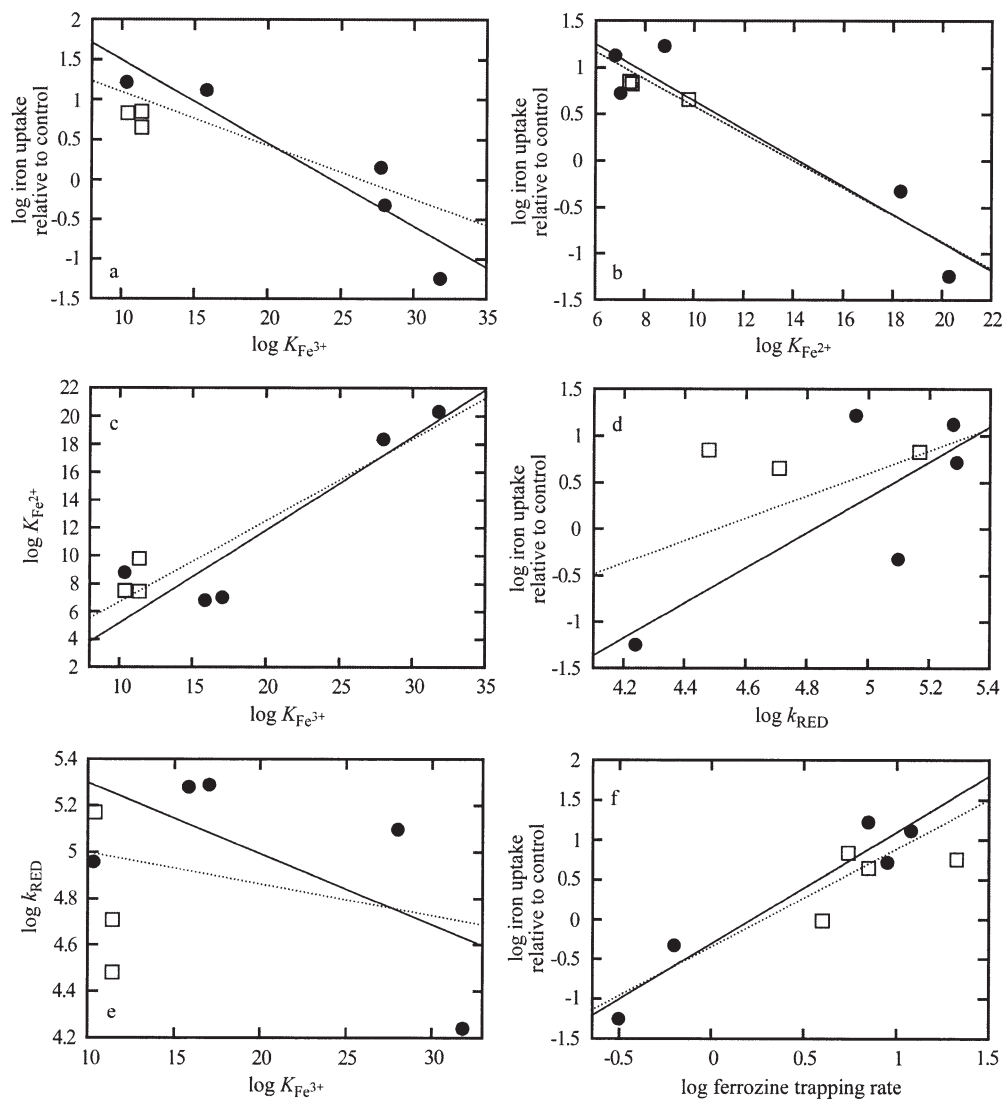 2
1.5
1
0.5
0
-0.5
-1
-1.5
log iron uptake
relative to control
a
10 15 20 25 30 35
log K_Fe3+
1.5
1
0.5
0
-0.5
-1
-1.5
log iron uptake
relative to control
b
6 8 10 12 14 16 18 20 22
log K_Fe2+
22
20
18
16
14
12
10
8
6
4
2
log K_Fe2+
c
10 15 20 25 30 35
log K_Fe3+
1.5
1
0.5
0
-0.5
-1
-1.5
log iron uptake
relative to control
d
4.2 4.4 4.6 4.8 5 5.2 5.4
log k_RED
5.4
5.2
5
4.8
4.6
4.4
4.2
log k_RED
e
10 15 20 25 30
log K_Fe3+
2
1.5
1
0.5
0
-0.5
-1
-1.5
log iron uptake
relative to control
f
-0.5 0 0.5 1 1.5
log ferrozine trapping rate